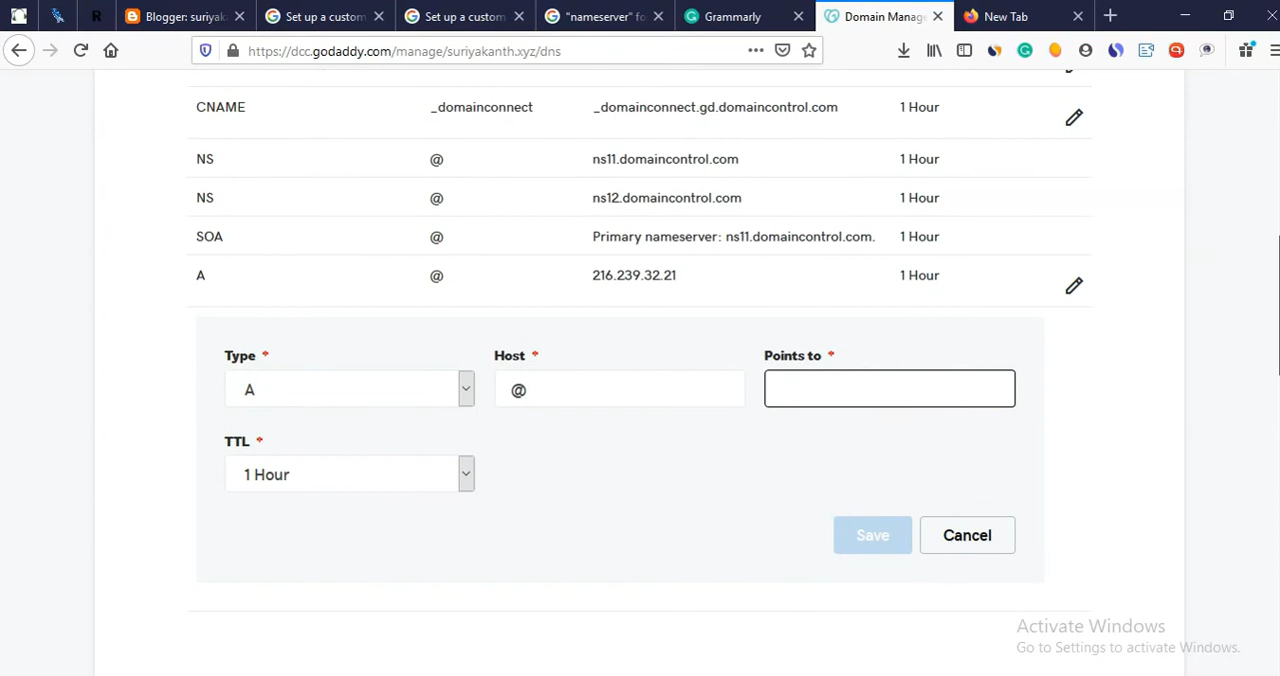 Blogger: suriyaka
Set up a custom
Set up a custom
"nameserver" fo
Grammarly
Domain Manag
New Tab
https://dcc.godaddy.com/manage/suriyakanth.xyz/dns
CNAME _domainconnect _domainconnect.gd.domaincontrol.com 1 Hour
NS @ ns11.domaincontrol.com 1 Hour
NS @ ns12.domaincontrol.com 1 Hour
SOA @ Primary nameserver: ns11.domaincontrol.com. 1 Hour
A @ 216.239.32.21 1 Hour
Type * Host * Points to *
A @
TTL *
1 Hour
Save Cancel
Activate Windows
Go to Settings to activate Windows.